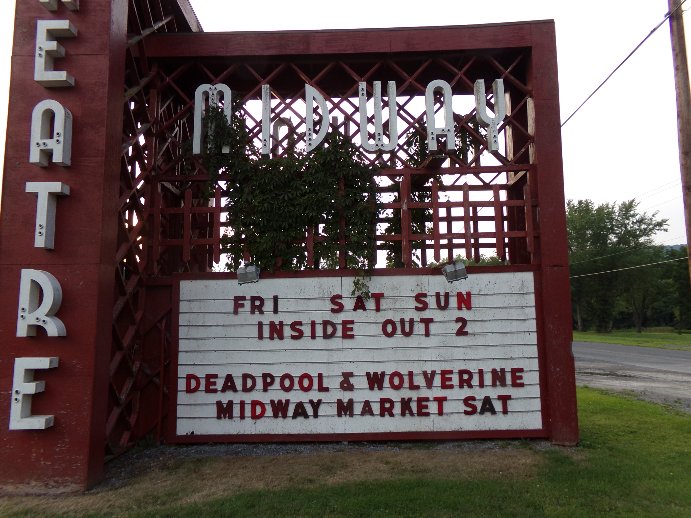 EATRE
MIDWAY
FRI SAT SUN
INSIDE OUT 2
DEADPOOL & WOLVERINE
MIDWAY MARKET SAT